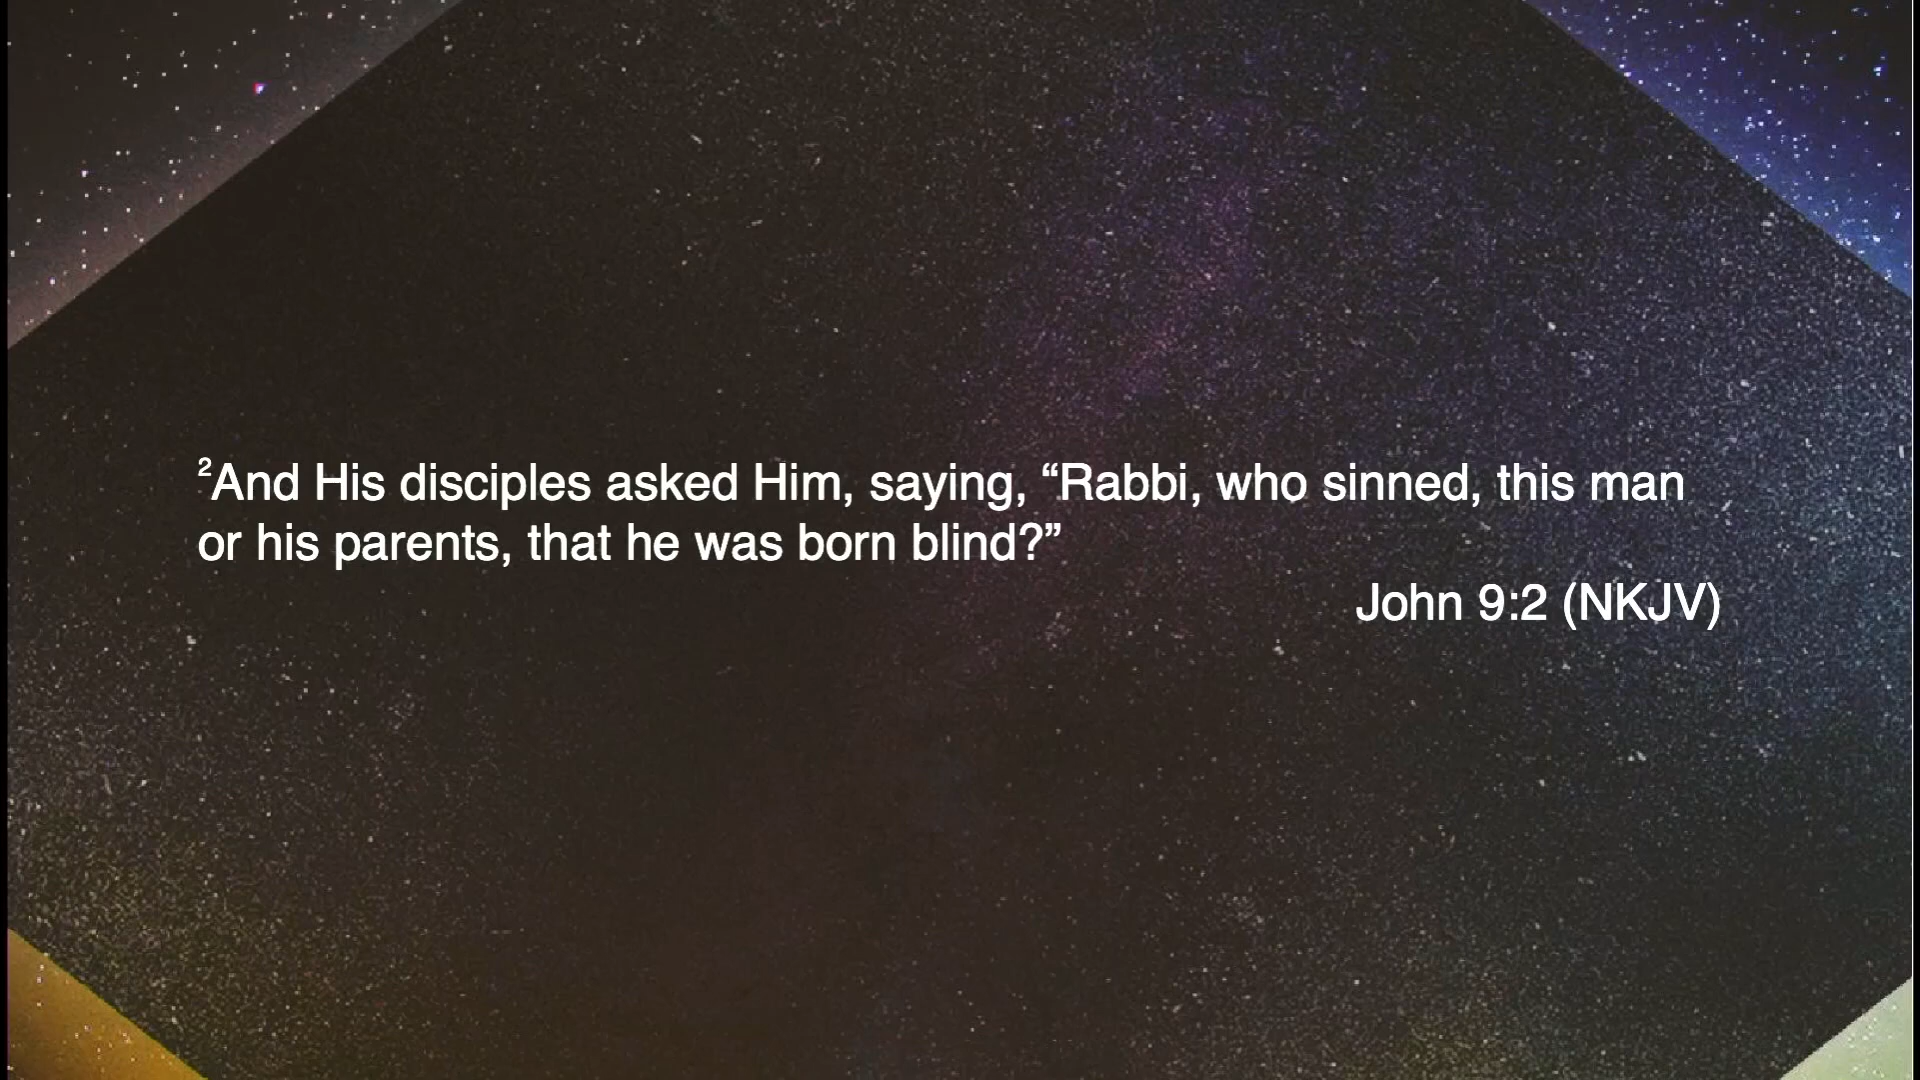 ²And His disciples asked Him, saying, “Rabbi, who sinned, this man
or his parents, that he was born blind?”
John 9:2 (NKJV)